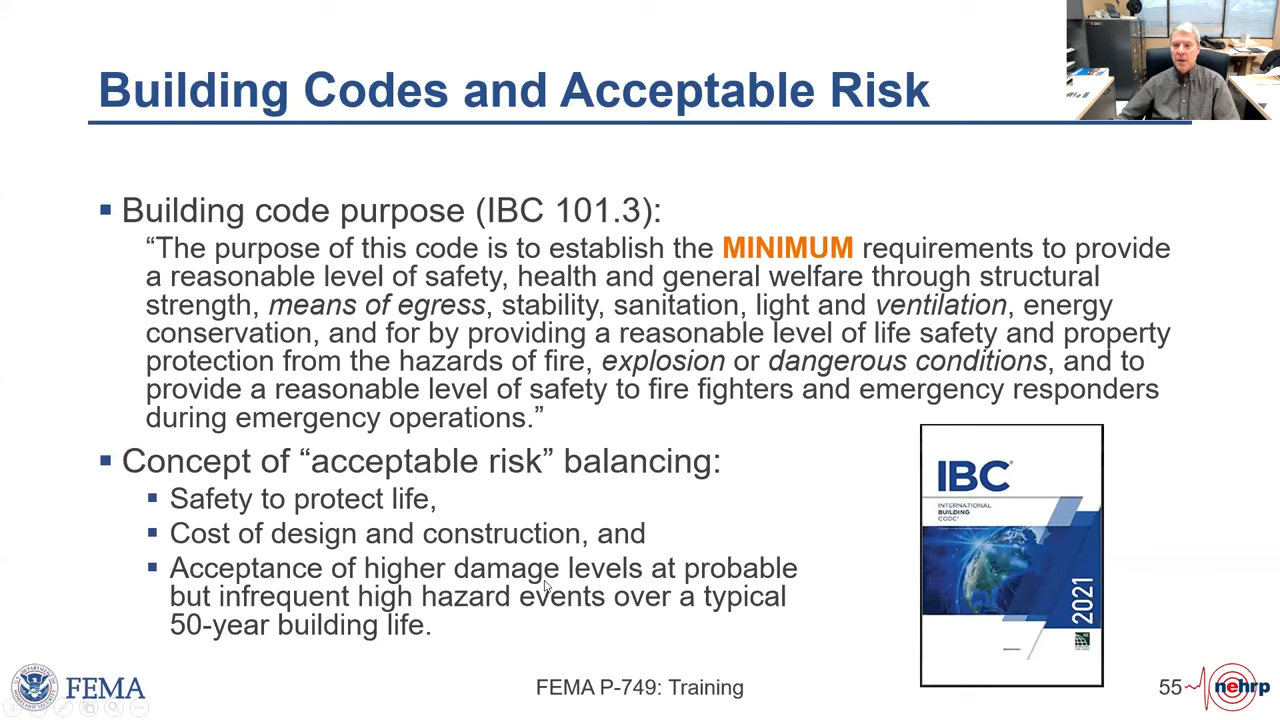 Building Codes and Acceptable Risk
▪ Building code purpose (IBC 101.3):
“The purpose of this code is to establish the MINIMUM requirements to provide
a reasonable level of safety, health and general welfare through structural
strength, means of egress, stability, sanitation, light and ventilation, energy
conservation, and for by providing a reasonable level of life safety and property
protection from the hazards of fire, explosion or dangerous conditions, and to
provide a reasonable level of safety to fire fighters and emergency responders
during emergency operations.”
▪ Concept of “acceptable risk” balancing:
▪ Safety to protect life,
▪ Cost of design and construction, and
▪ Acceptance of higher damage levels at probable
but infrequent high hazard events over a typical
50-year building life.
IBC®
INTERNATIONAL
BUILDING
CODE®
2021
FEMA
FEMA P-749: Training
55
nehrp